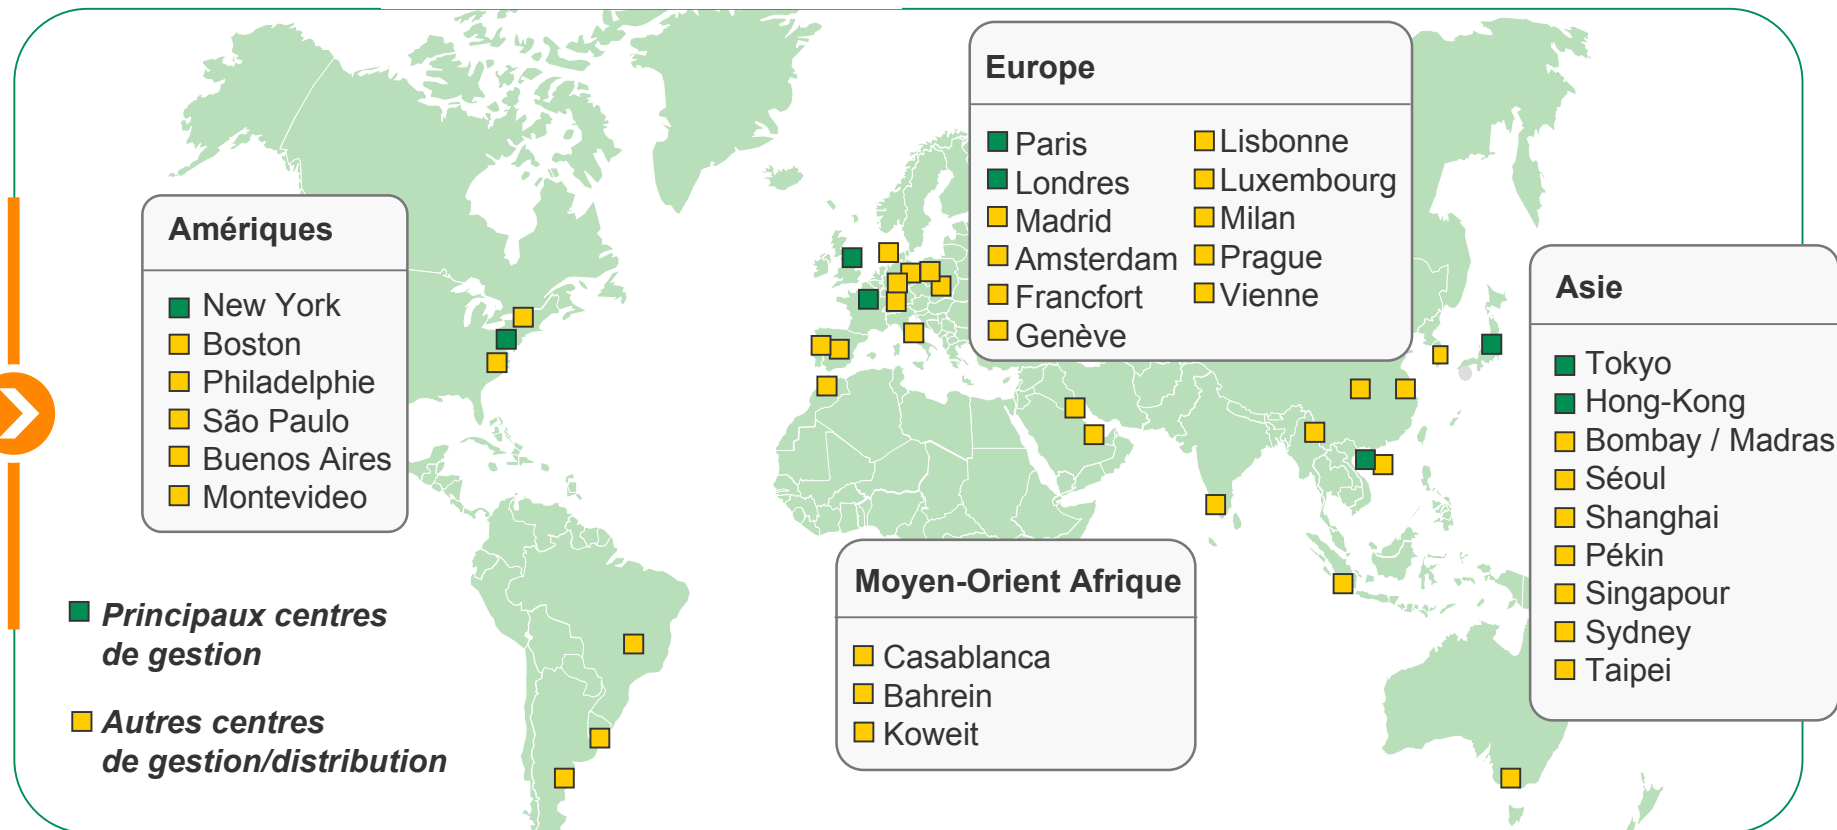 Europe
Paris
Londres
Madrid
Amsterdam
Francfort
Genève
Lisbonne
Luxembourg
Milan
Prague
Vienne
Amériques
New York
Boston
Philadelphie
São Paulo
Buenos Aires
Montevideo
Asie
Tokyo
Hong-Kong
Bombay / Madras
Séoul
Shanghai
Pékin
Singapour
Sydney
Taipei
Moyen-Orient Afrique
Casablanca
Bahrein
Koweit
Principaux centres
de gestion
Autres centres
de gestion/distribution